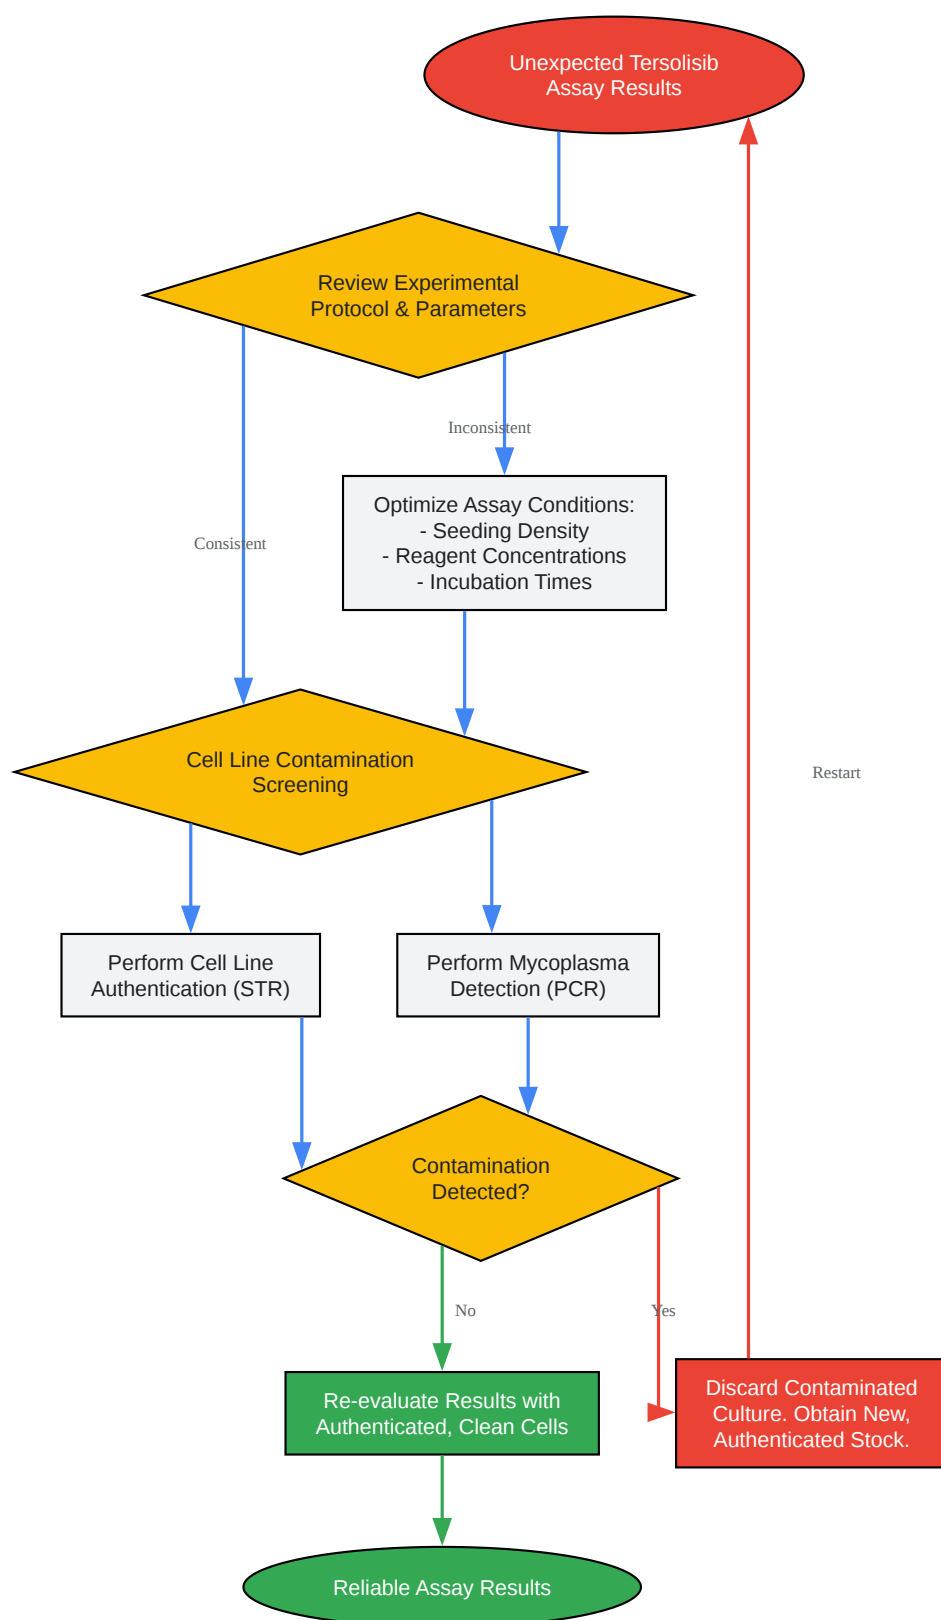 Unexpected Tersolisib
Assay Results
Review Experimental
Protocol & Parameters
Inconsistent
Optimize Assay Conditions:
- Seeding Density
- Reagent Concentrations
- Incubation Times
Consistent
Cell Line Contamination
Screening
Restart
Perform Cell Line
Authentication (STR)
Perform Mycoplasma
Detection (PCR)
Contamination
Detected?
No
Yes
Re-evaluate Results with
Authenticated, Clean Cells
Discard Contaminated
Culture. Obtain New,
Authenticated Stock.
Reliable Assay Results